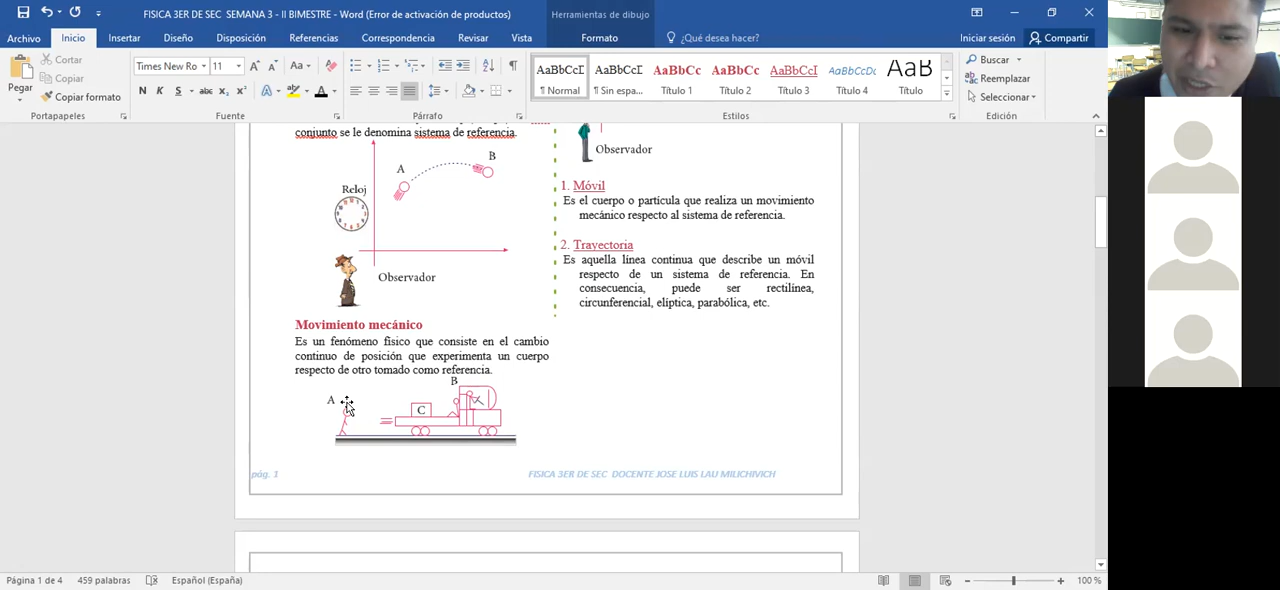 FISICA 3ER DE SEC SEMANA 3 - II BIMESTRE - Word (Error de activación de productos)
Herramientas de dibujo
Archivo Inicio Insertar Diseño Disposición Referencias Correspondencia Revisar Vista Formato ¿Qué desea hacer? Iniciar sesión Compartir
Pegar
Cortar
Copiar
Copiar formato
Portapapeles
Times New Ro 11
N K S abc x₂ x²
Fuente
Párrafo
AaBbCcI AaBbCcI AaBbCc AaBbCc AaBbCcI AaBbCcDc AaB
¶ Normal ¶ Sin espa... Título 1 Título 2 Título 3 Título 4 Título
Estilos
Buscar
Reemplazar
Seleccionar
Edición
conjunto se le denomina sistema de referencia.
A
B
Reloj
Observador
Movimiento mecánico
Es un fenómeno físico que consiste en el cambio
continuo de posición que experimenta un cuerpo
respecto de otro tomado como referencia.
A
B
C
Observador
1. Móvil
Es el cuerpo o partícula que realiza un movimiento
mecánico respecto al sistema de referencia.
2. Trayectoria
Es aquella línea continua que describe un móvil
respecto de un sistema de referencia. En
consecuencia, puede ser rectilínea,
circunferencial, elíptica, parabólica, etc.
pág. 1
FISICA 3ER DE SEC DOCENTE JOSE LUIS LAU MILICHIVICH
Página 1 de 4 459 palabras Español (España) 100 %